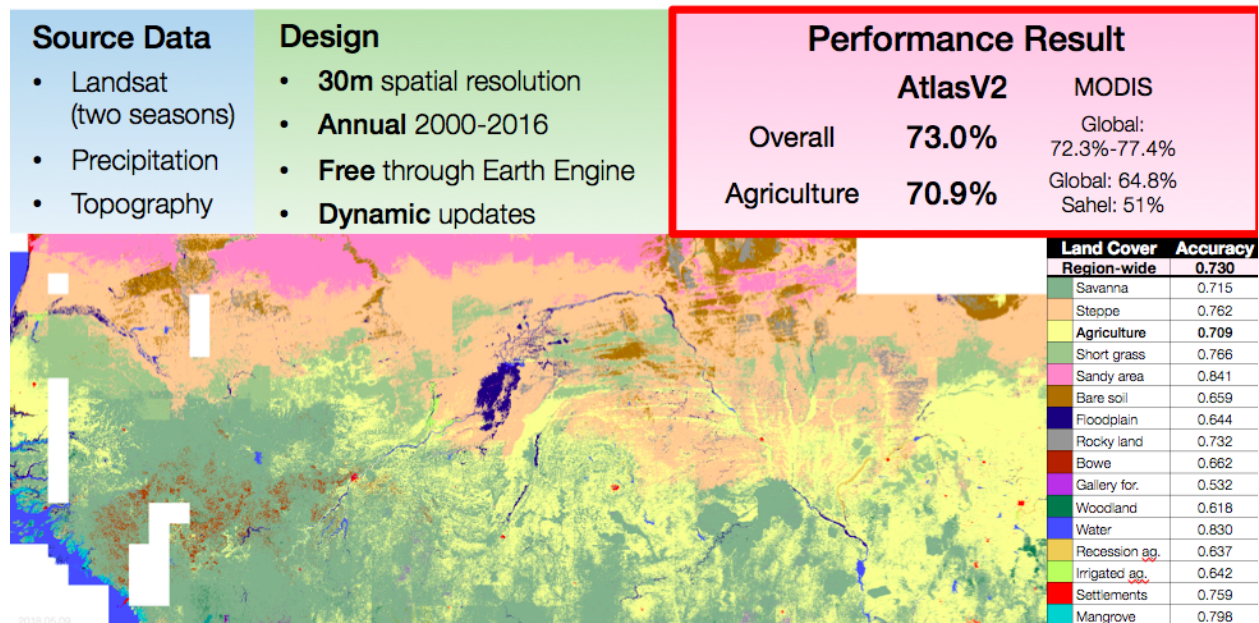 Source Data
• Landsat
(two seasons)
• Precipitation
• Topography
Design
• 30m spatial resolution
• Annual 2000-2016
• Free through Earth Engine
• Dynamic updates
Performance Result
AtlasV2 MODIS
Overall 73.0% Global:
72.3%-77.4%
Agriculture 70.9% Global: 64.8%
Sahel: 51%
Land Cover Accuracy
Region-wide 0.730
Savanna 0.715
Steppe 0.762
Agriculture 0.709
Short grass 0.766
Sandy area 0.841
Bare soil 0.659
Floodplain 0.644
Rocky land 0.732
Bowe 0.662
Gallery for. 0.532
Woodland 0.618
Water 0.830
Recession ag. 0.637
Irrigated ag. 0.642
Settlements 0.759
Mangrove 0.798
2018.05.09